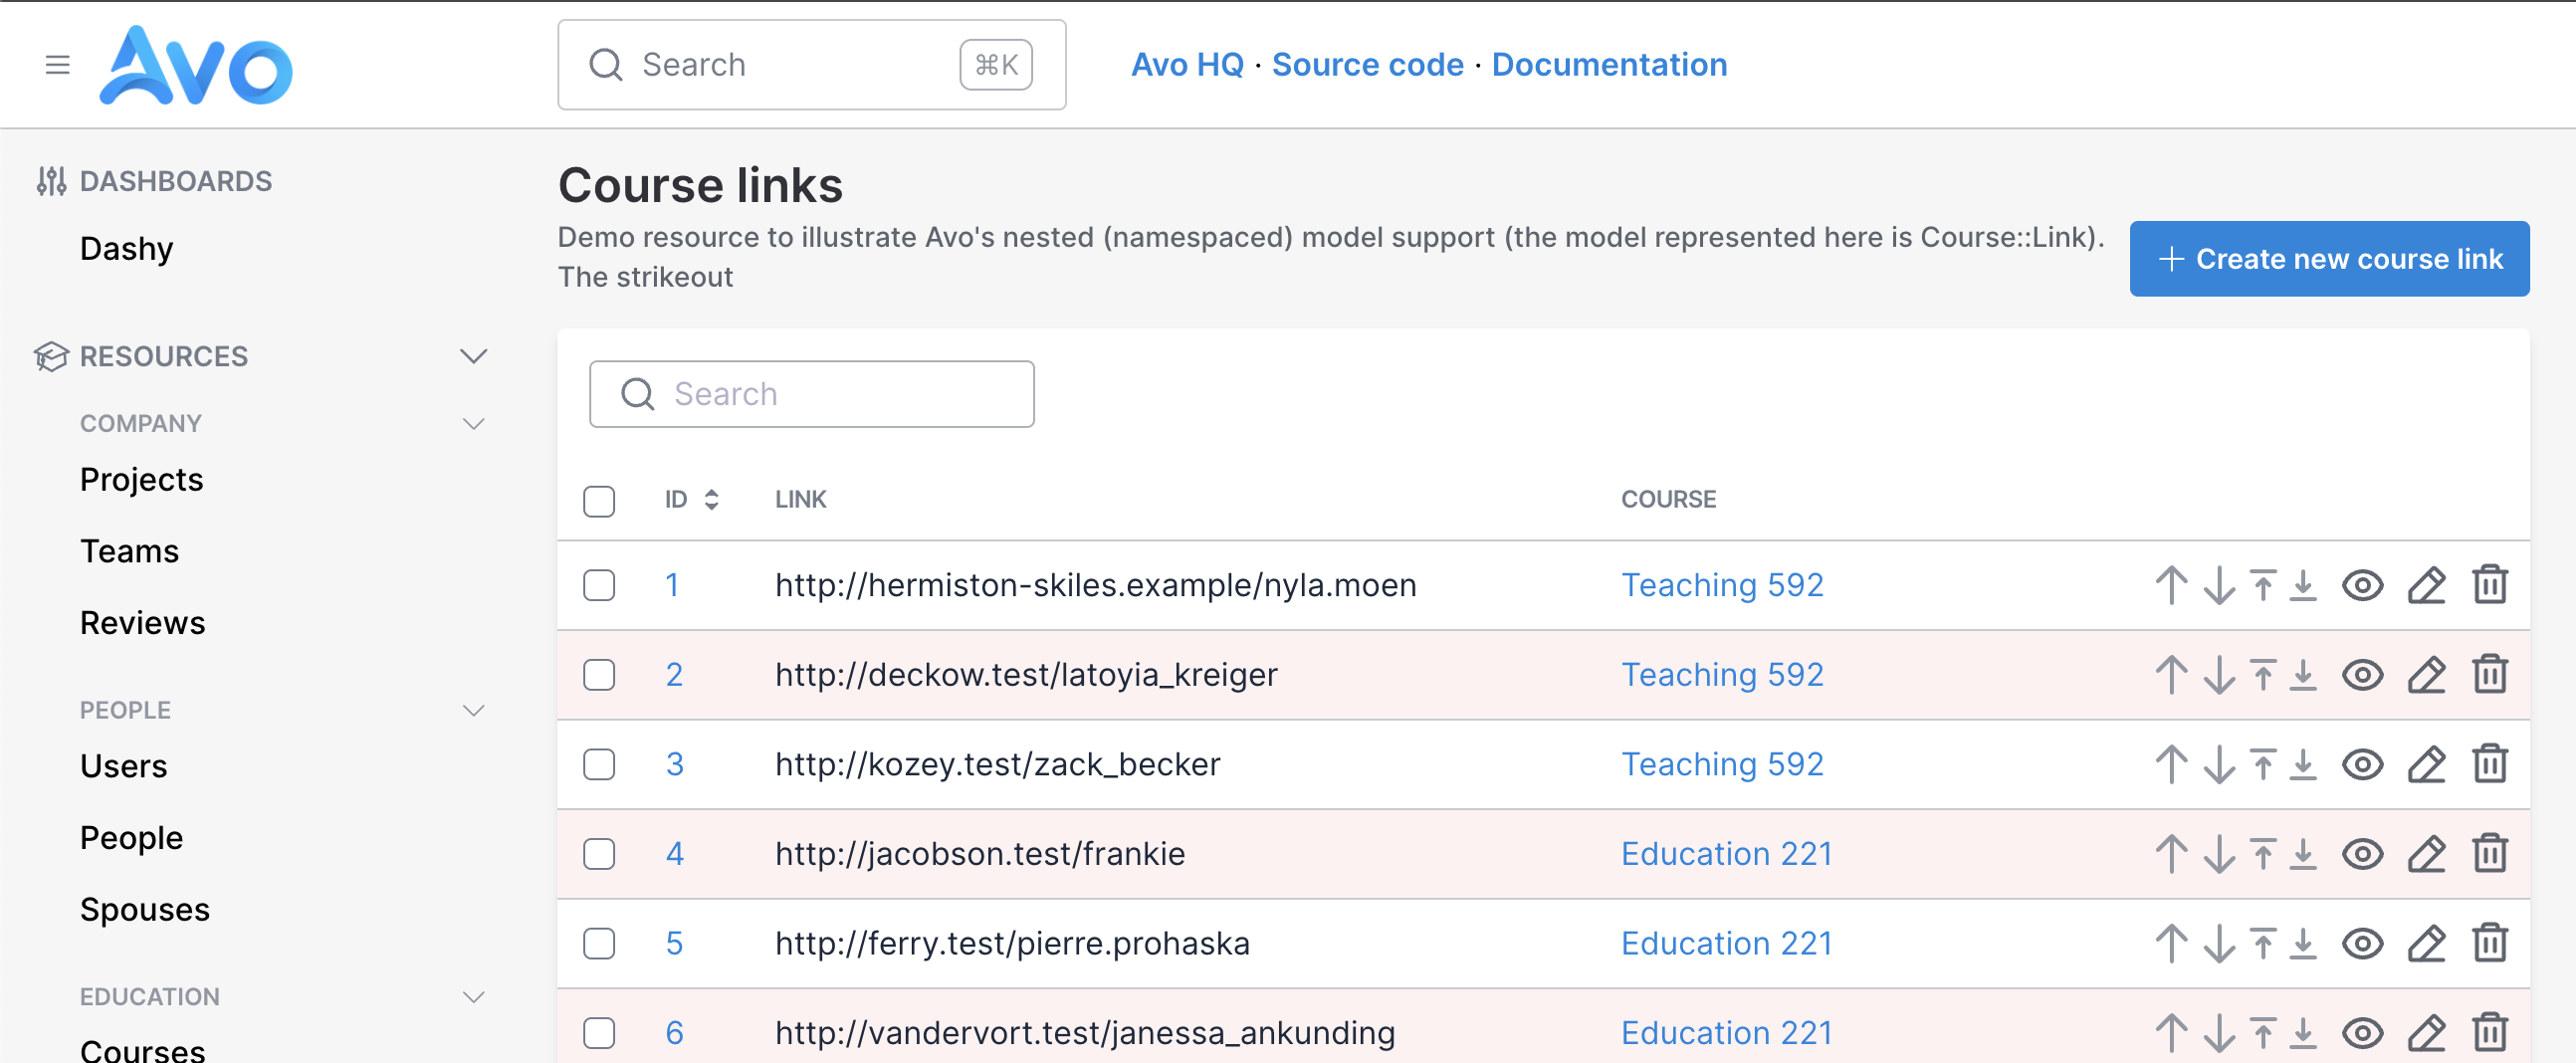 Avo
Search ⌘K
Avo HQ · Source code · Documentation
DASHBOARDS
Dashy
RESOURCES
COMPANY
Projects
Teams
Reviews
PEOPLE
Users
People
Spouses
EDUCATION
Courses
Course links
Demo resource to illustrate Avo's nested (namespaced) model support (the model represented here is Course::Link).
The strikeout
Create new course link
Search
ID LINK COURSE
1 http://hermiston-skiles.example/nyla.moen Teaching 592
2 http://deckow.test/latoyia_kreiger Teaching 592
3 http://kozey.test/zack_becker Teaching 592
4 http://jacobson.test/frankie Education 221
5 http://ferry.test/pierre.prohaska Education 221
6 http://vandervort.test/janessa_ankunding Education 221